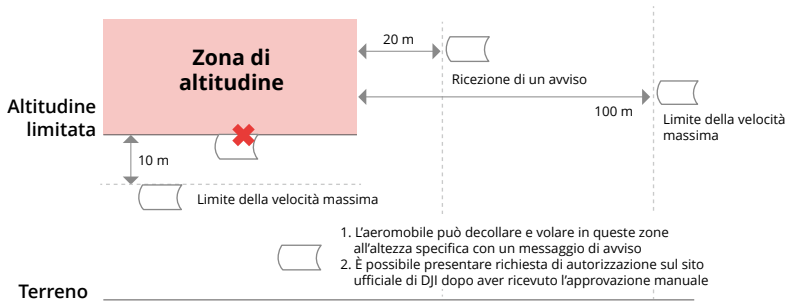 Zona di
altitudine
20 m
Ricezione di un avviso
Altitudine
limitata
100 m
Limite della velocità
massima
10 m
Limite della velocità massima
1. L'aeromobile può decollare e volare in queste zone
all'altezza specifica con un messaggio di avviso
2. È possibile presentare richiesta di autorizzazione sul sito
ufficiale di DJI dopo aver ricevuto l'approvazione manuale
Terreno